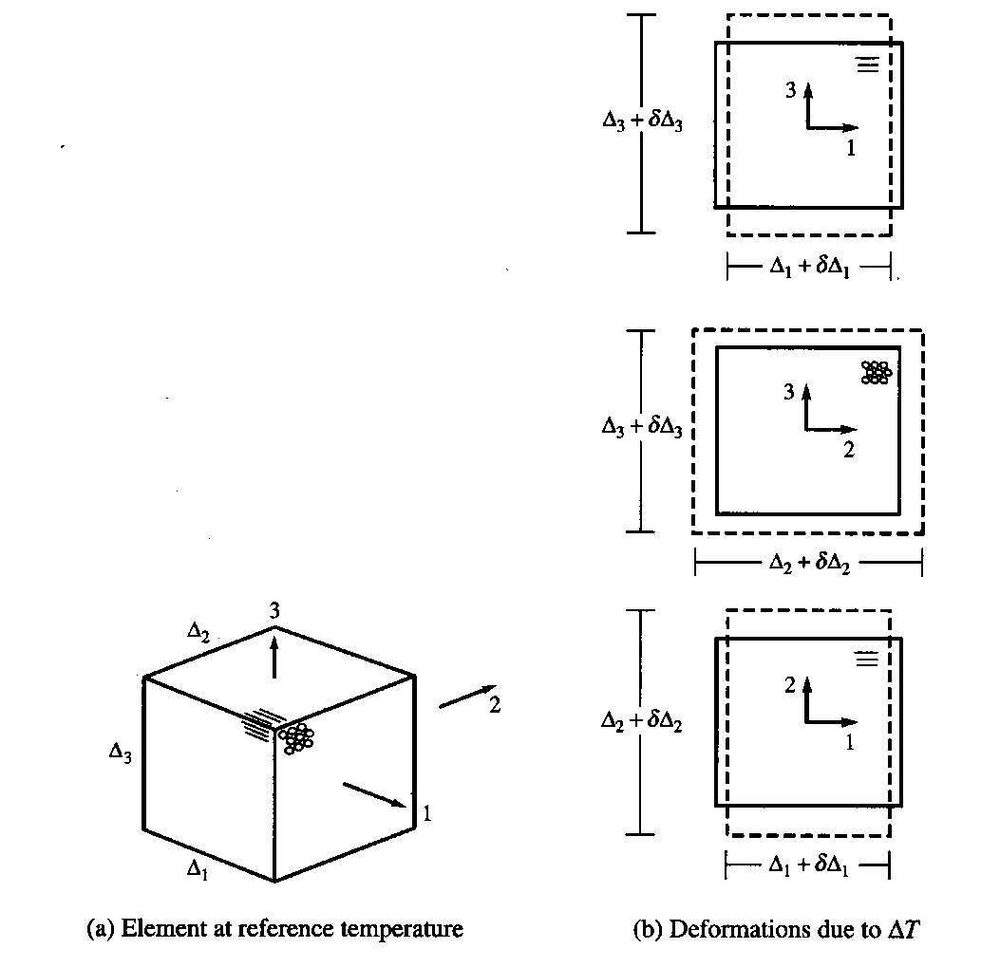 3
Δ₃ + δΔ₃
1
Δ₁ + δΔ₁
3
Δ₃ + δΔ₃
2
Δ₂ + δΔ₂
3
Δ₂
2
Δ₃
1
Δ₁
2
Δ₂ + δΔ₂
1
Δ₁ + δΔ₁
(a) Element at reference temperature
(b) Deformations due to ΔT